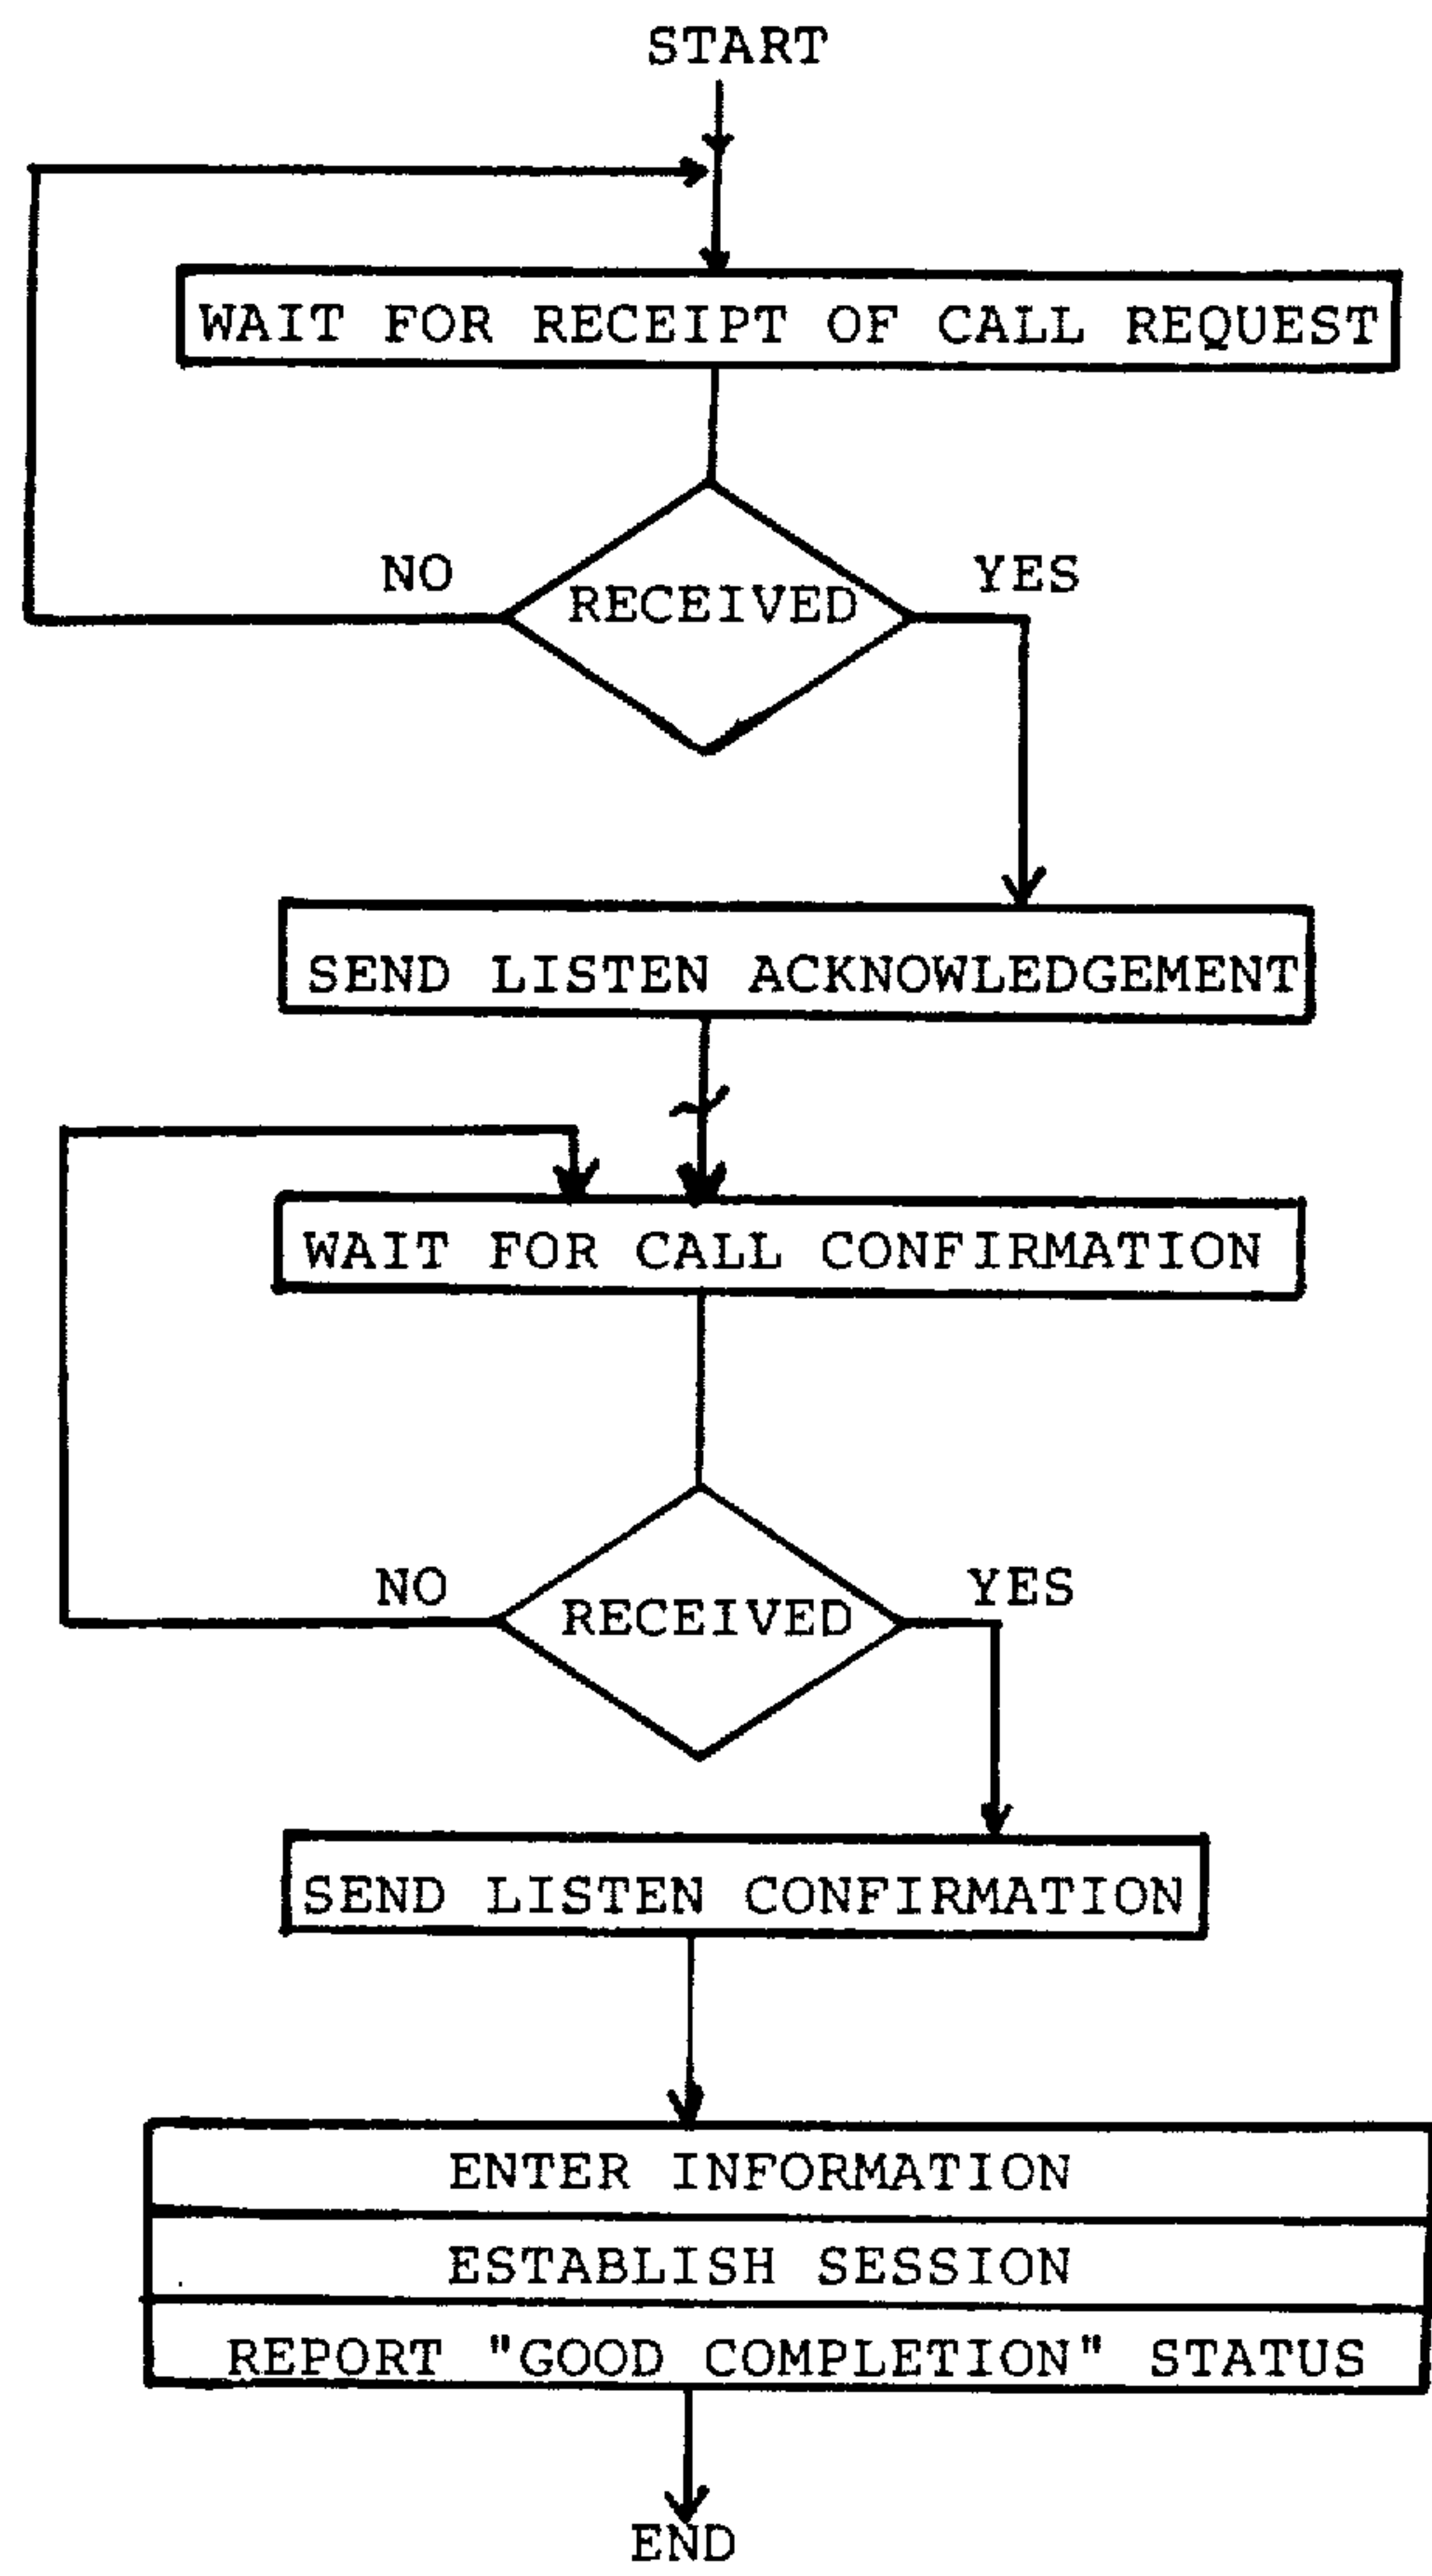 START
WAIT FOR RECEIPT OF CALL REQUEST
NO
YES
RECEIVED
SEND LISTEN ACKNOWLEDGEMENT
WAIT FOR CALL CONFIRMATION
NO
YES
RECEIVED
SEND LISTEN CONFIRMATION
ENTER INFORMATION
ESTABLISH SESSION
REPORT "GOOD COMPLETION" STATUS
END